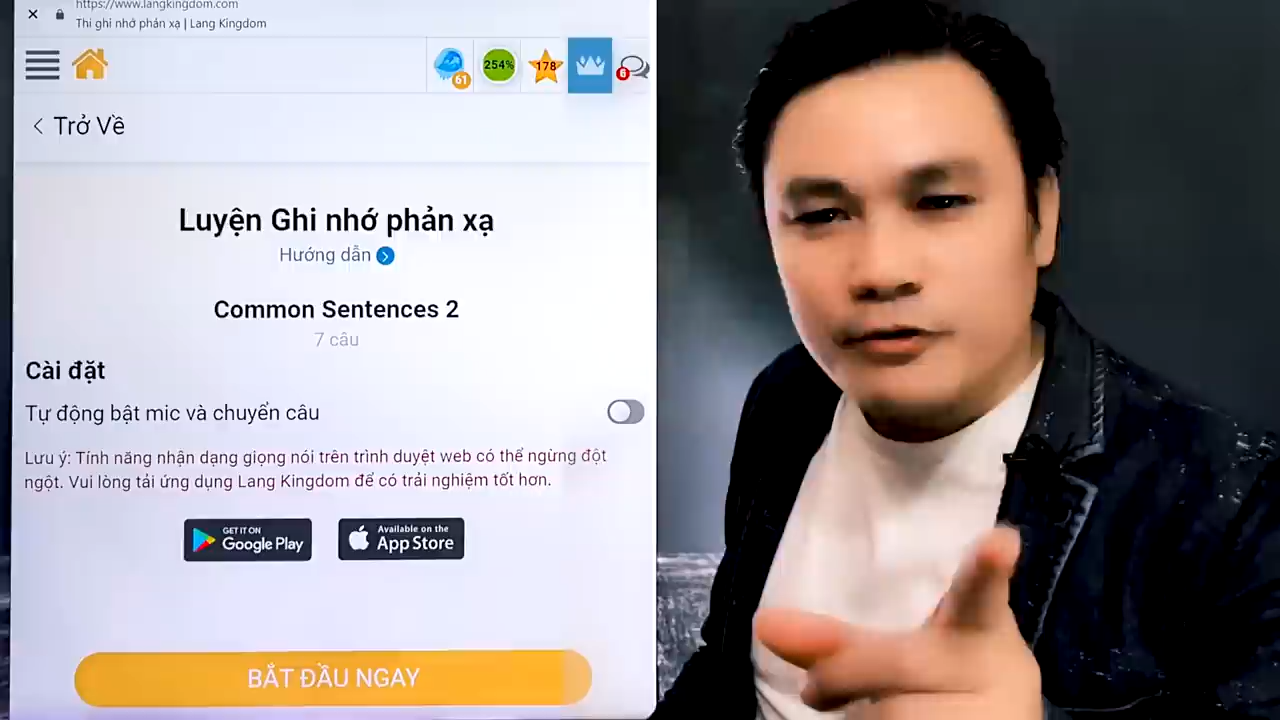 https://www.langkingdom.com
Thi ghi nhớ phản xạ | Lang Kingdom
61
254%
178
6
Trở Về
Luyện Ghi nhớ phản xạ
Hướng dẫn
Common Sentences 2
7 câu
Cài đặt
Tự động bật mic và chuyển câu
Lưu ý: Tính năng nhận dạng giọng nói trên trình duyệt web có thể ngừng đột
ngột. Vui lòng tải ứng dụng Lang Kingdom để có trải nghiệm tốt hơn.
GET IT ON
Google Play
Available on the
App Store
BẮT ĐẦU NGAY